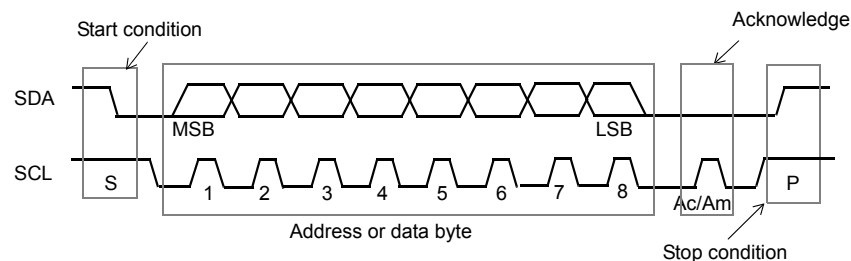 Start condition
Acknowledge
SDA
MSB
LSB
SCL
S
1 2 3 4 5 6 7 8
Ac/Am
P
Address or data byte
Stop condition